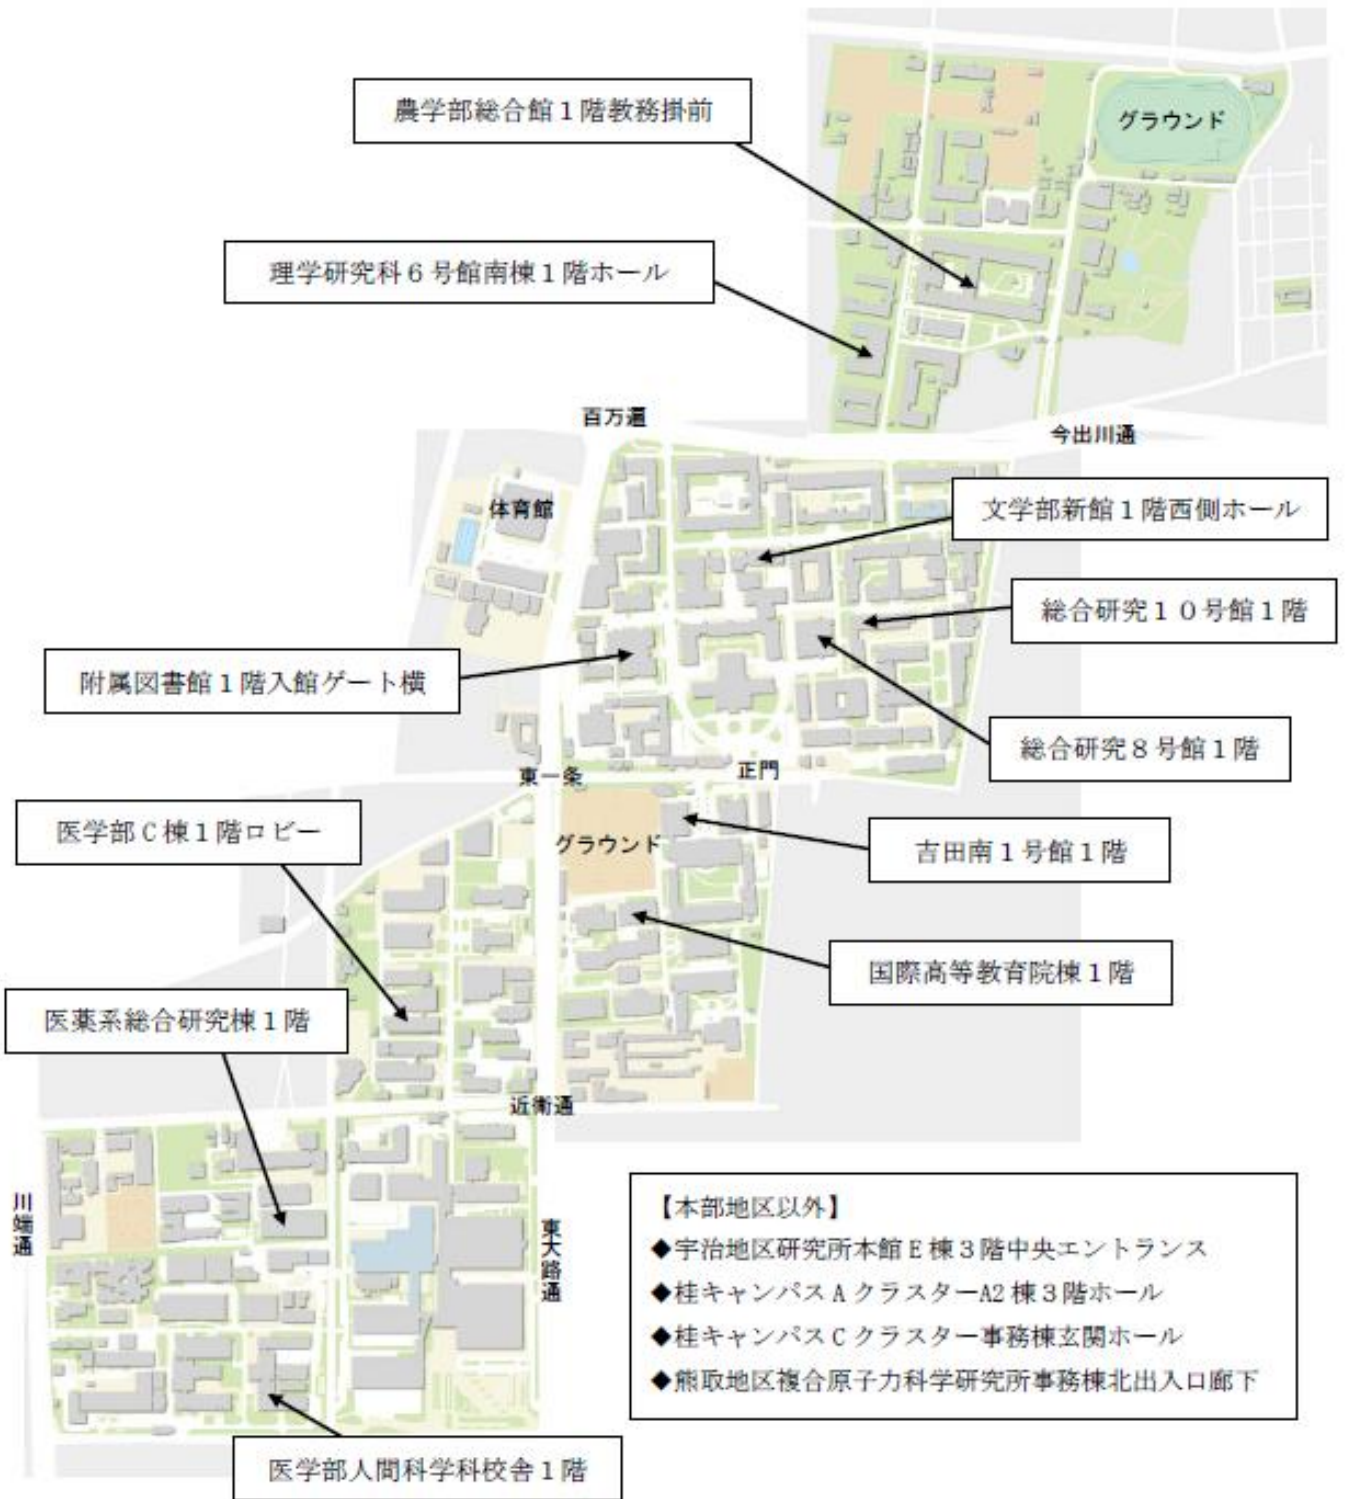 農学部総合館１階教務掛前
グラウンド
理学研究科６号館南棟１階ホール
百万遍
今出川通
体育館
文学部新館１階西側ホール
総合研究１０号館１階
附属図書館１階入館ゲート横
総合研究８号館１階
東一条
正門
医学部Ｃ棟１階ロビー
グラウンド
吉田南１号館１階
国際高等教育院棟１階
医薬系総合研究棟１階
近衛通
川端通
東大路通
【本部地区以外】
◆宇治地区研究所本館Ｅ棟３階中央エントランス
◆桂キャンパスＡクラスターA2棟３階ホール
◆桂キャンパスＣクラスター事務棟玄関ホール
◆熊取地区複合原子力科学研究所事務棟北出入口廊下
医学部人間科学科校舎１階